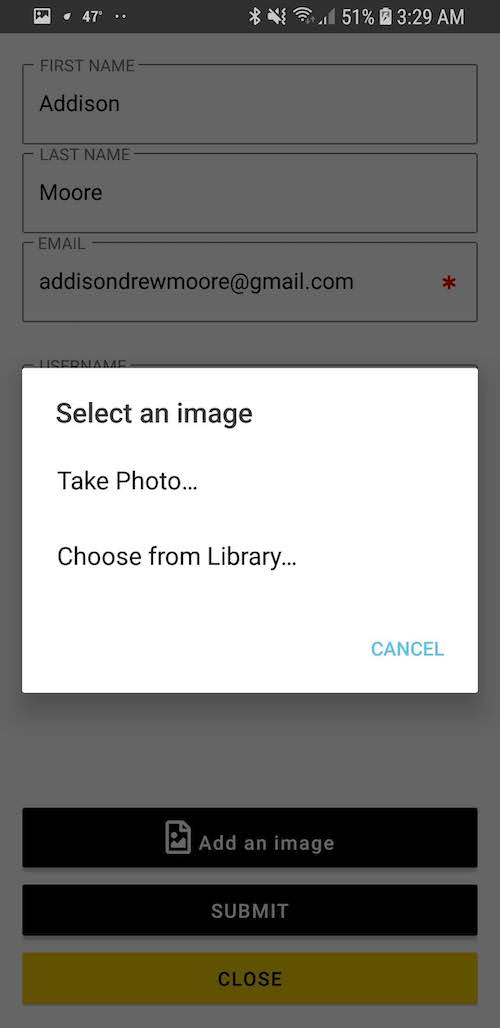 47° ··
51% 3:29 AM
FIRST NAME
Addison
LAST NAME
Moore
EMAIL
addisondrewmoore@gmail.com *
USERNAME
Select an image
Take Photo...
Choose from Library...
CANCEL
Add an image
SUBMIT
CLOSE